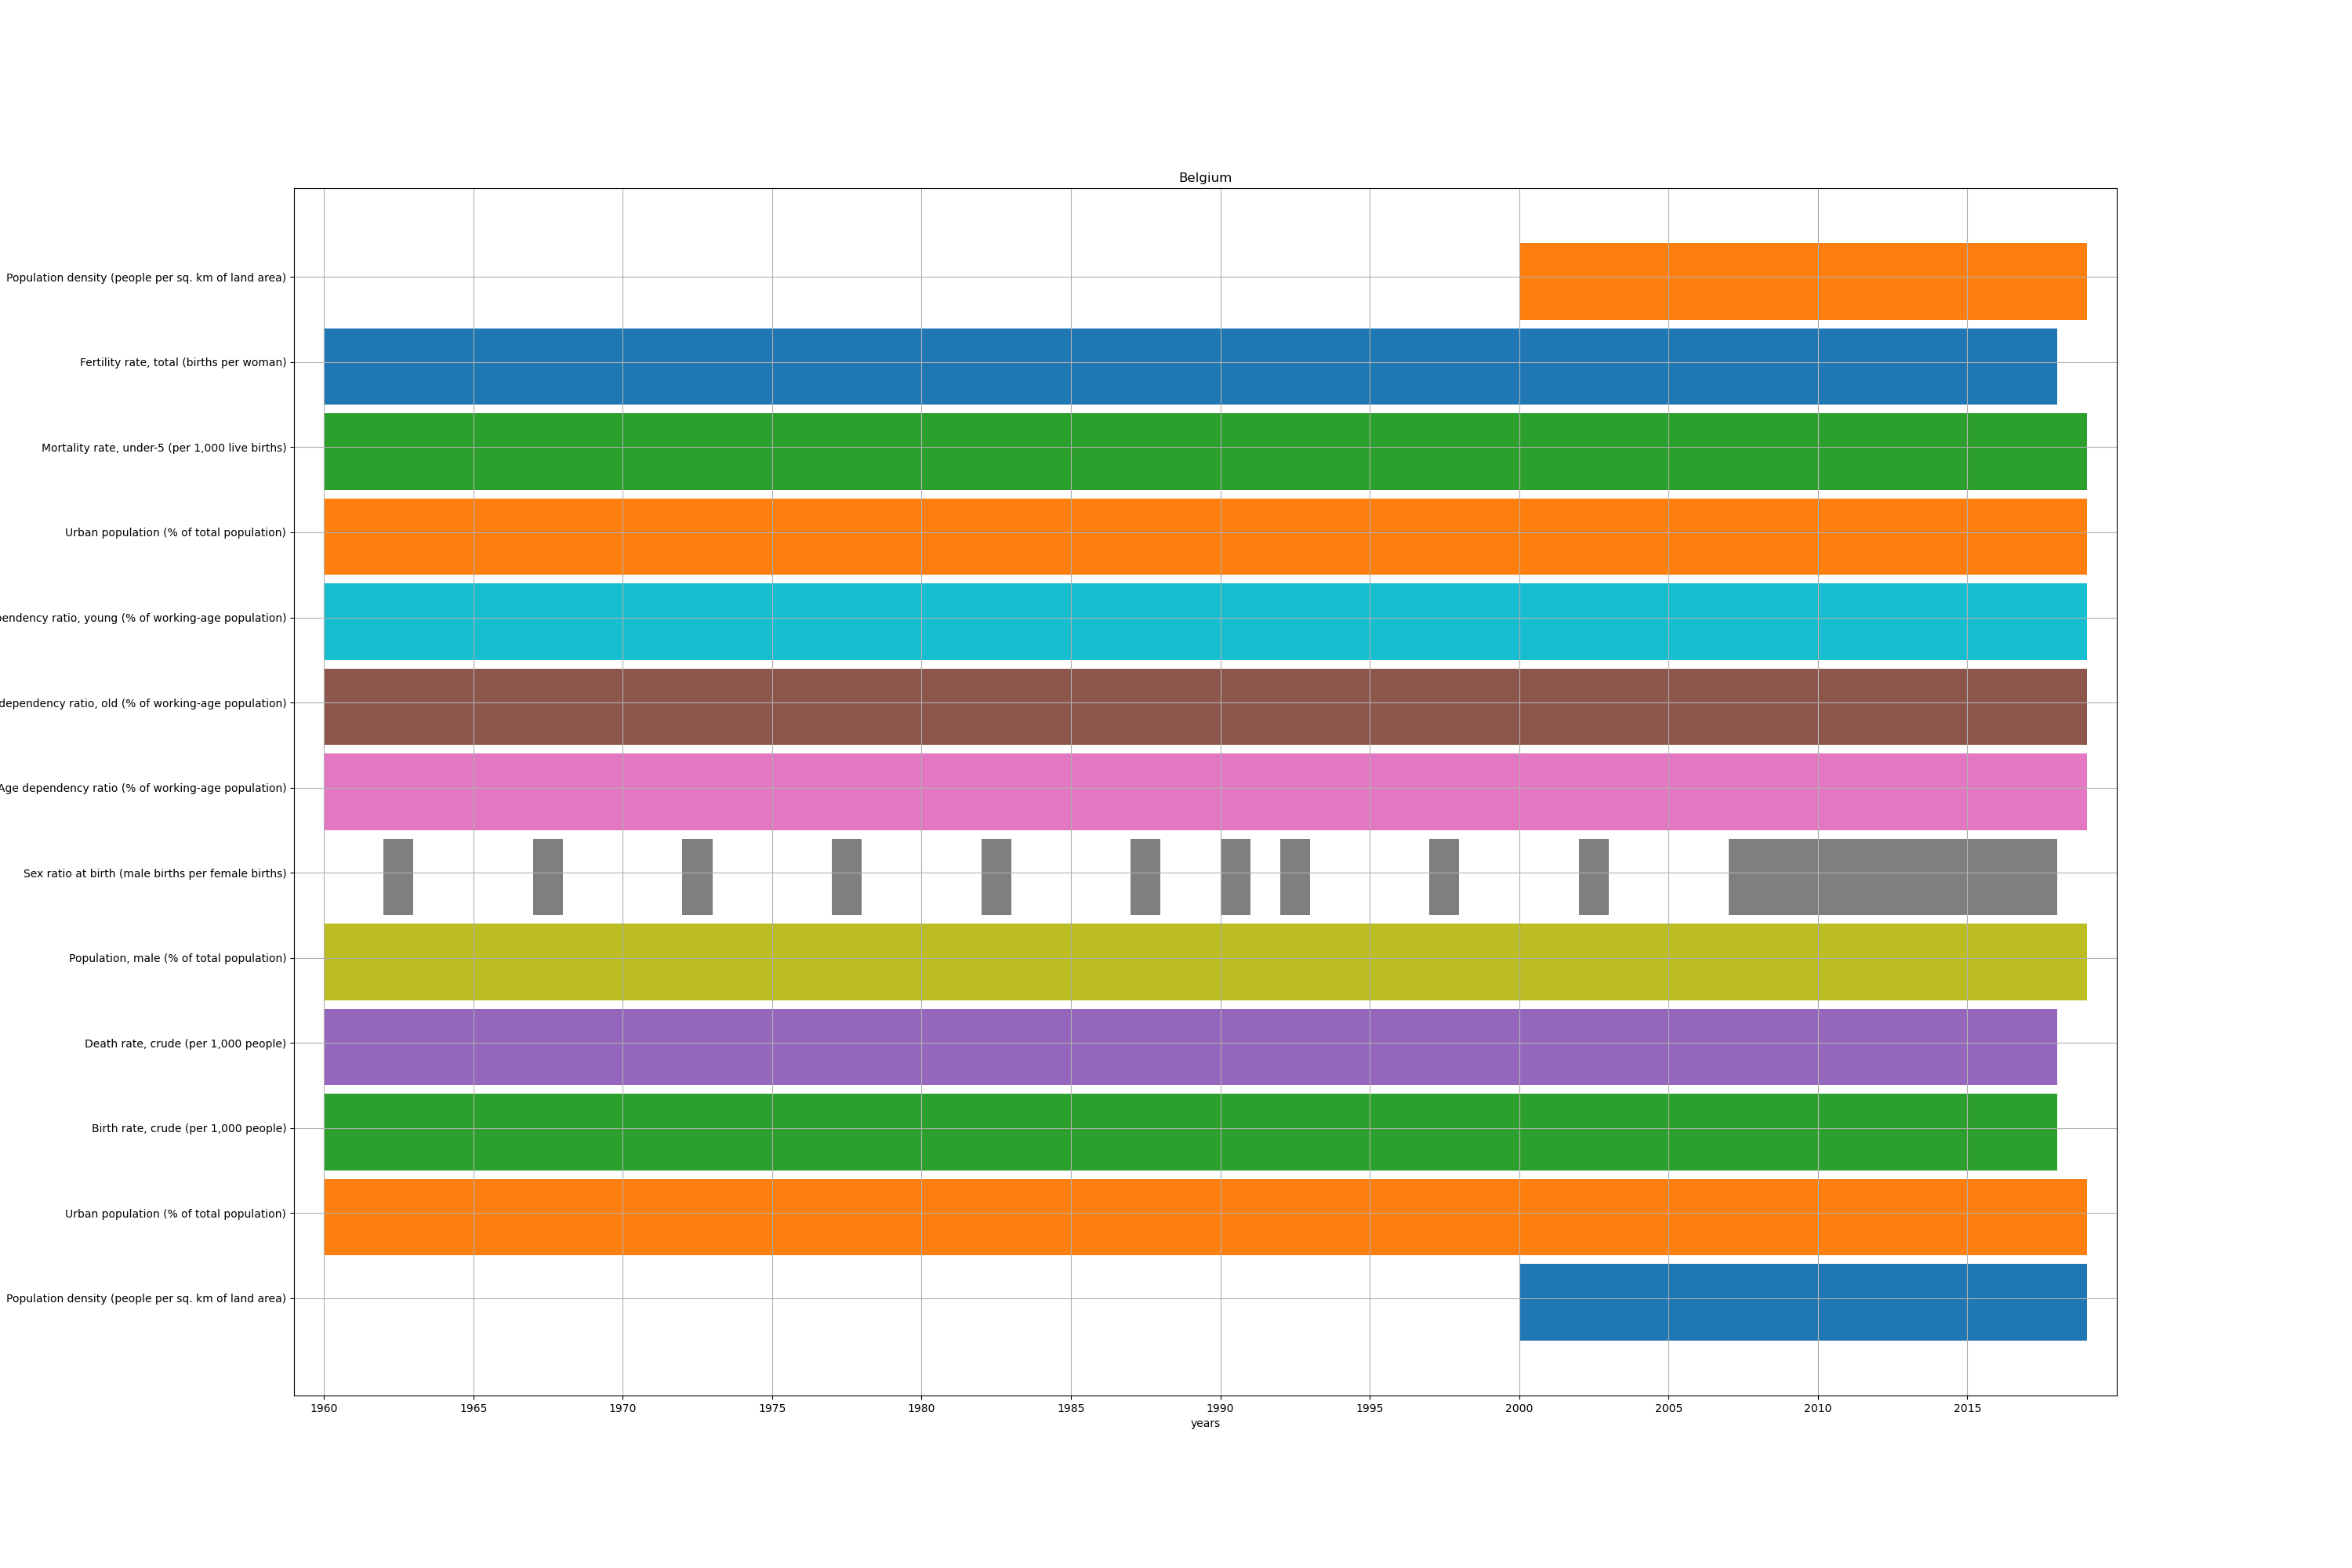 Belgium
Population density (people per sq. km of land area)
Fertility rate, total (births per woman)
Mortality rate, under-5 (per 1,000 live births)
Urban population (% of total population)
ratio, young (% of working-age population)
dependency ratio, old (% of working-age population)
Age dependency ratio (% of working-age population)
Sex ratio at birth (male births per female births)
Population, male (% of total population)
Death rate, crude (per 1,000 people)
Birth rate, crude (per 1,000 people)
Urban population (% of total population)
Population density (people per sq. km of land area)
1960 1965 1970 1975 1980 1985 1990 1995 2000 2005 2010 2015
years